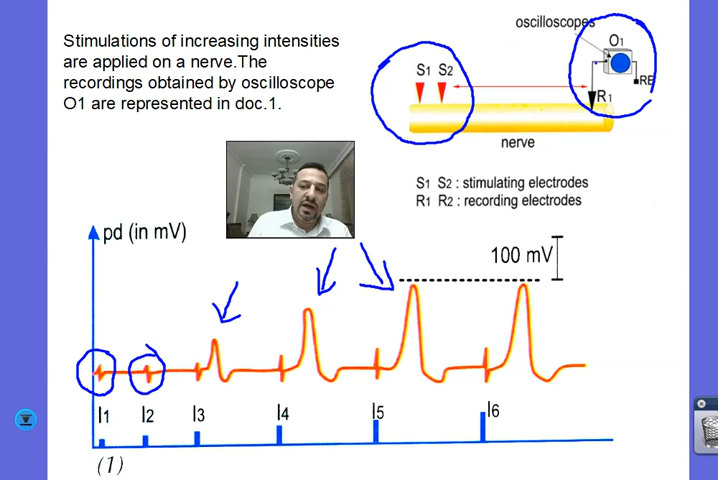 Stimulations of increasing intensities
are applied on a nerve.The
recordings obtained by oscilloscope
O1 are represented in doc.1.
oscilloscopes
O1
S1 S2
RE
R1
nerve
S1 S2 : stimulating electrodes
R1 R2 : recording electrodes
pd (in mV)
100 mV
I1 I2 I3 I4 I5 I6
(1)